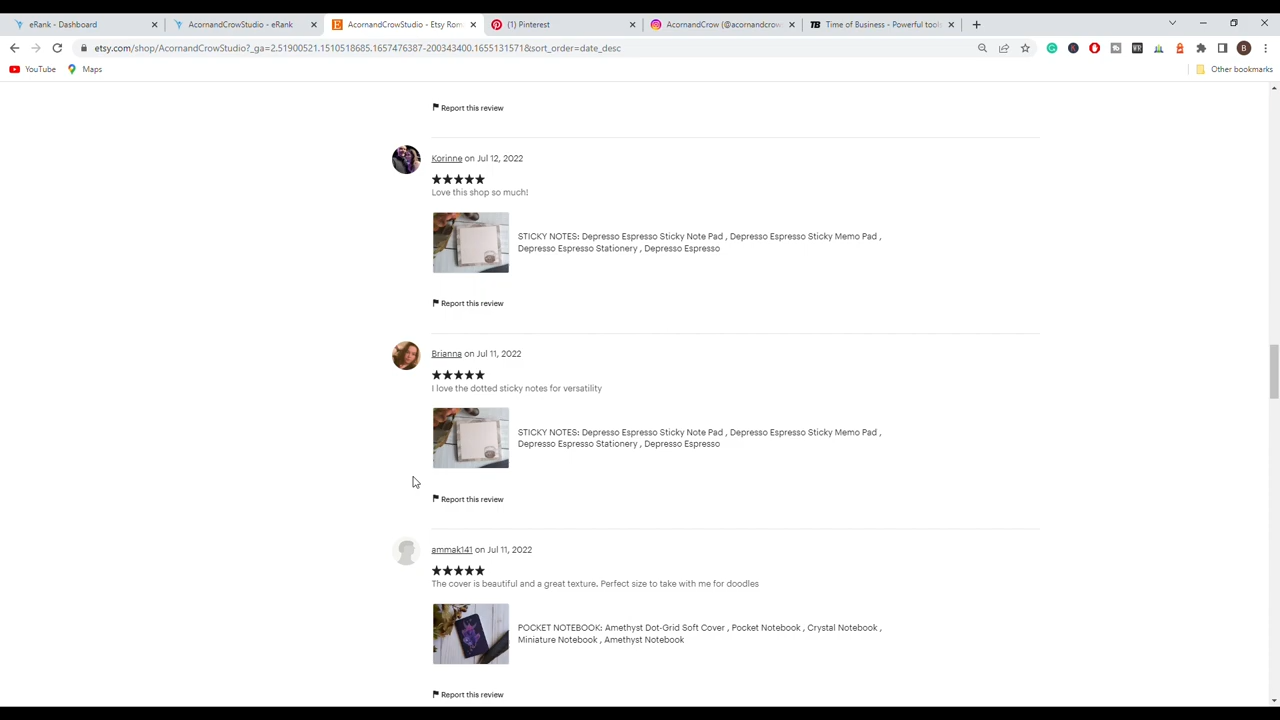 eRank - Dashboard
AcornandCrowStudio - eRank
AcornandCrowStudio - Etsy Rom
(1) Pinterest
AcornandCrow (@acornandcrow
Time of Business - Powerful tool
etsy.com/shop/AcornandCrowStudio?_ga=2.51900521.1510518685.1657476387-200343400.1655131571&sort_order=date_desc
YouTube
Maps
Other bookmarks
Report this review
Korinne on Jul 12, 2022
Love this shop so much!
STICKY NOTES: Depresso Espresso Sticky Note Pad , Depresso Espresso Sticky Memo Pad ,
Depresso Espresso Stationery , Depresso Espresso
Report this review
Brianna on Jul 11, 2022
I love the dotted sticky notes for versatility
STICKY NOTES: Depresso Espresso Sticky Note Pad , Depresso Espresso Sticky Memo Pad ,
Depresso Espresso Stationery , Depresso Espresso
Report this review
ammak141 on Jul 11, 2022
The cover is beautiful and a great texture. Perfect size to take with me for doodles
POCKET NOTEBOOK: Amethyst Dot-Grid Soft Cover , Pocket Notebook , Crystal Notebook ,
Miniature Notebook , Amethyst Notebook
Report this review